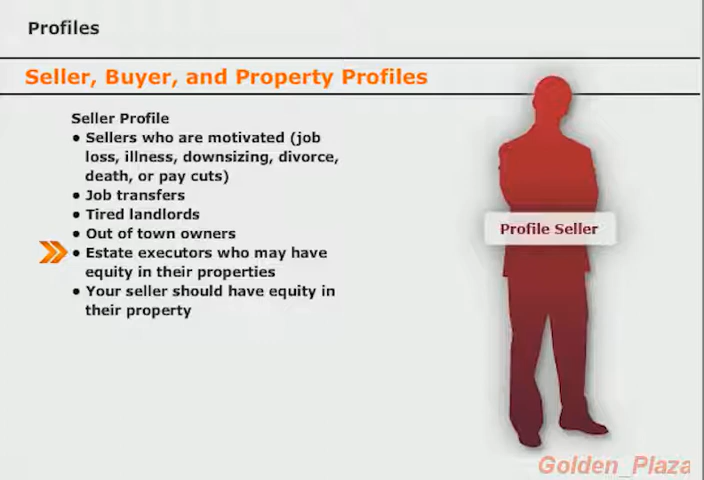 Profiles
Seller, Buyer, and Property Profiles
Seller Profile
● Sellers who are motivated (job
loss, illness, downsizing, divorce,
death, or pay cuts)
● Job transfers
● Tired landlords
● Out of town owners
● Estate executors who may have
equity in their properties
● Your seller should have equity in
their property
Profile Seller
Golden_Plaza